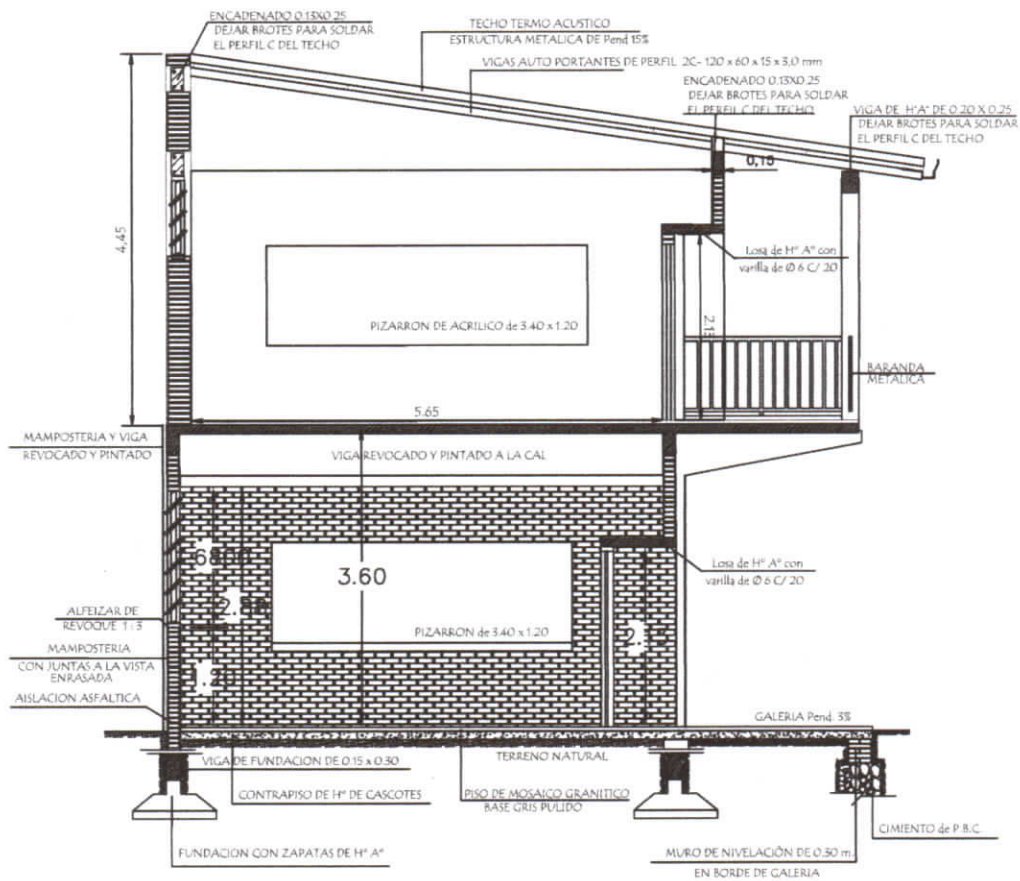 ENCADENADO 0.13X0.25
DEJAR BROTES PARA SOLDAR
EL PERFIL C DEL TECHO
TECHO TERMO ACUSTICO
ESTRUCTURA METALICA DE Pend 15%
VIGAS AUTO PORTANTES DE PERFIL 2C- 120 x 60 x 15 x 3,0 mm
ENCADENADO 0.13X0.25
DEJAR BROTES PARA SOLDAR
EL PERFIL C DEL TECHO
VIGA DE H°A° DE 0.20 X 0.25
DEJAR BROTES PARA SOLDAR
EL PERFIL C DEL TECHO
0,15
4.45
Losa de H° A° con
varilla de Ø 6 C/ 20
PIZARRON DE ACRILICO de 3.40 x 1.20
BARANDA
METALICA
5.65
MAMPOSTERIA Y VIGA
REVOCADO Y PINTADO
VIGA REVOCADO Y PINTADO A LA CAL
3.60
Losa de H° A° con
varilla de Ø 6 C/ 20
ALFEIZAR DE
REVOQUE 1:3
PIZARRON de 3.40 x 1.20
MAMPOSTERIA
CON JUNTAS A LA VISTA
ENRASADA
1.20
AISLACION ASFALTICA
GALERIA Pend. 3%
TERRENO NATURAL
VIGA DE FUNDACION DE 0.15 x 0.30
CONTRAPISO DE H° DE CASCOTES
PISO DE MOSAICO GRANITICO
BASE GRIS PULIDO
CIMIENTO de P.B.C.
FUNDACION CON ZAPATAS DE H° A°
MURO DE NIVELACIÓN DE 0.30 m.
EN BORDE DE GALERIA